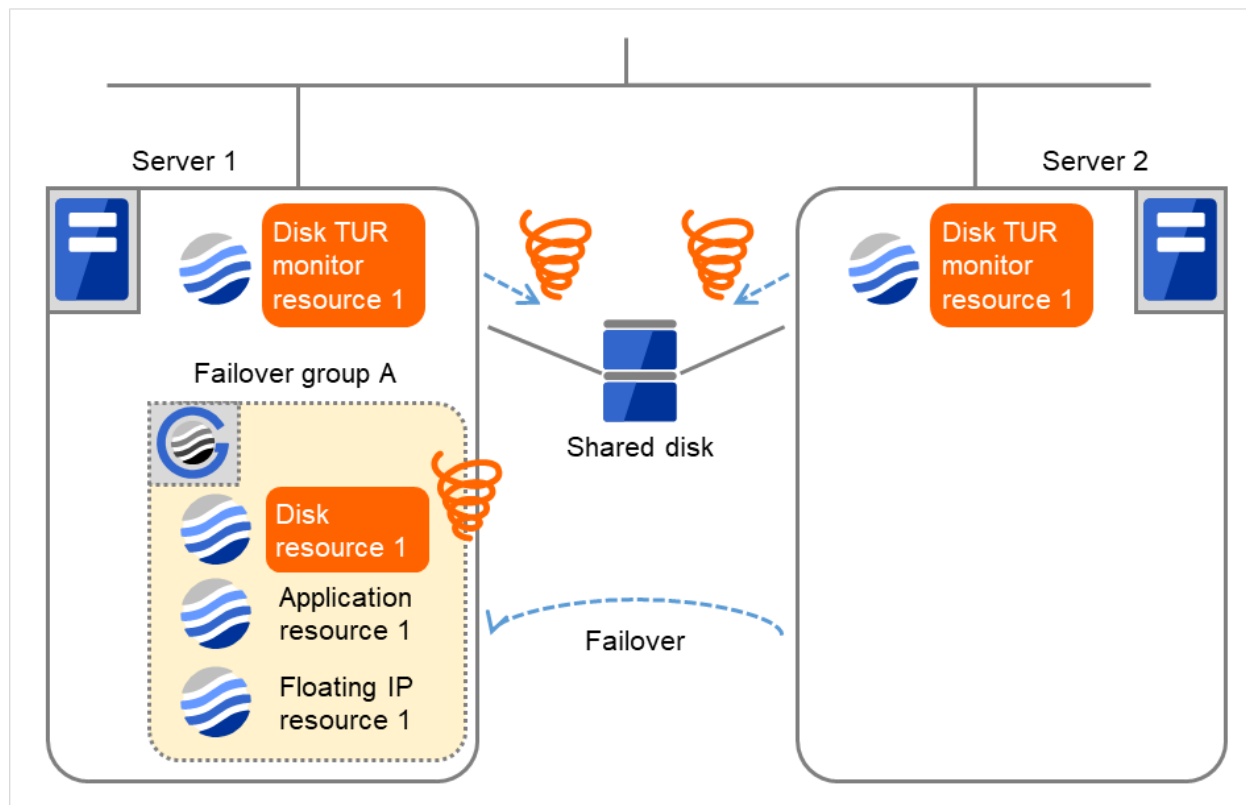 Server 1
Server 2
Disk TUR
monitor
resource 1
Disk TUR
monitor
resource 1
Shared disk
Failover group A
Disk
resource 1
Application
resource 1
Floating IP
resource 1
Failover